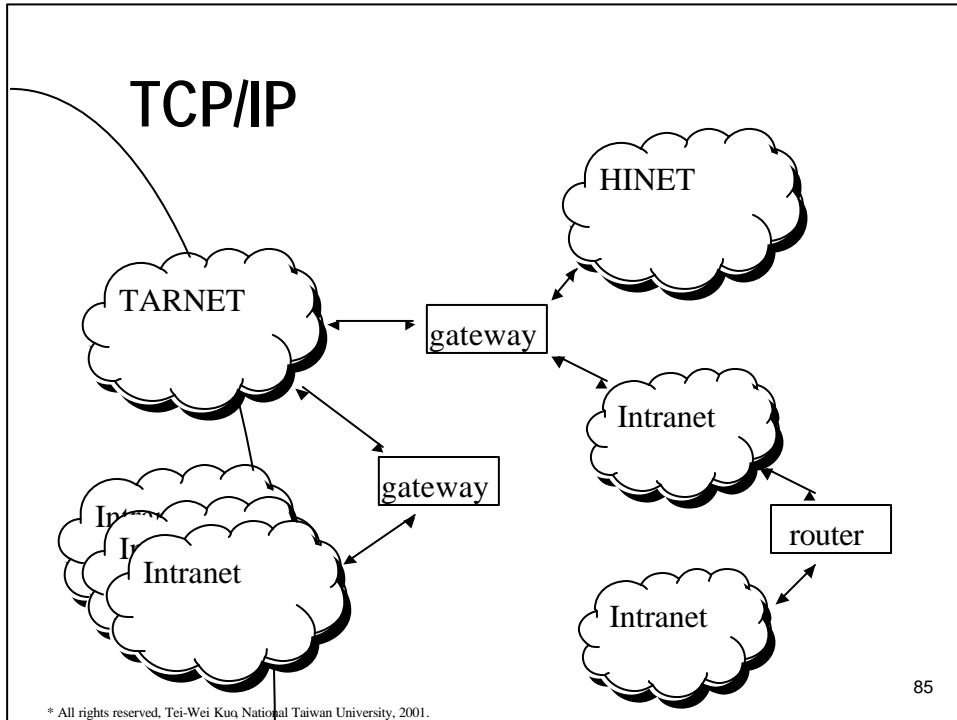 TCP/IP
HINET
TARNET
gateway
Intranet
gateway
router
Intranet
Intranet
85
* All rights reserved, Tei-Wei Kuo, National Taiwan University, 2001.